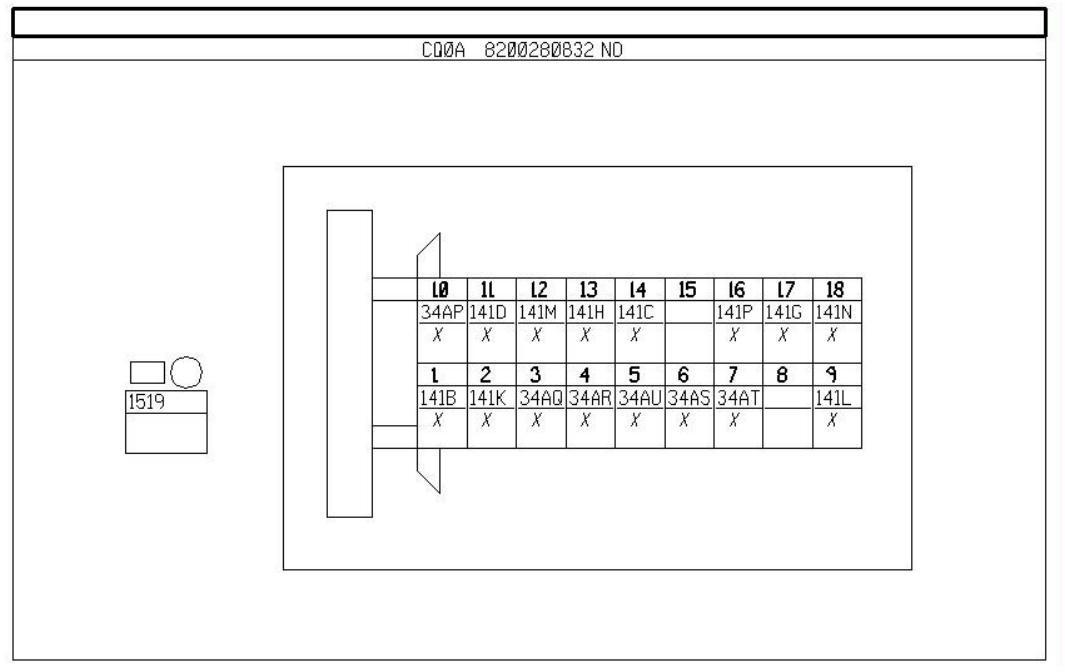 CQØA 82ØØ28Ø832 NO
1Ø 11 12 13 14 15 16 17 18
34AP 141D 141M 141H 141C 141P 141G 141N
X X X X X X X X
1519
1 2 3 4 5 6 7 8 9
141B 141K 34AQ 34AR 34AU 34AS 34AT 141L
X X X X X X X X